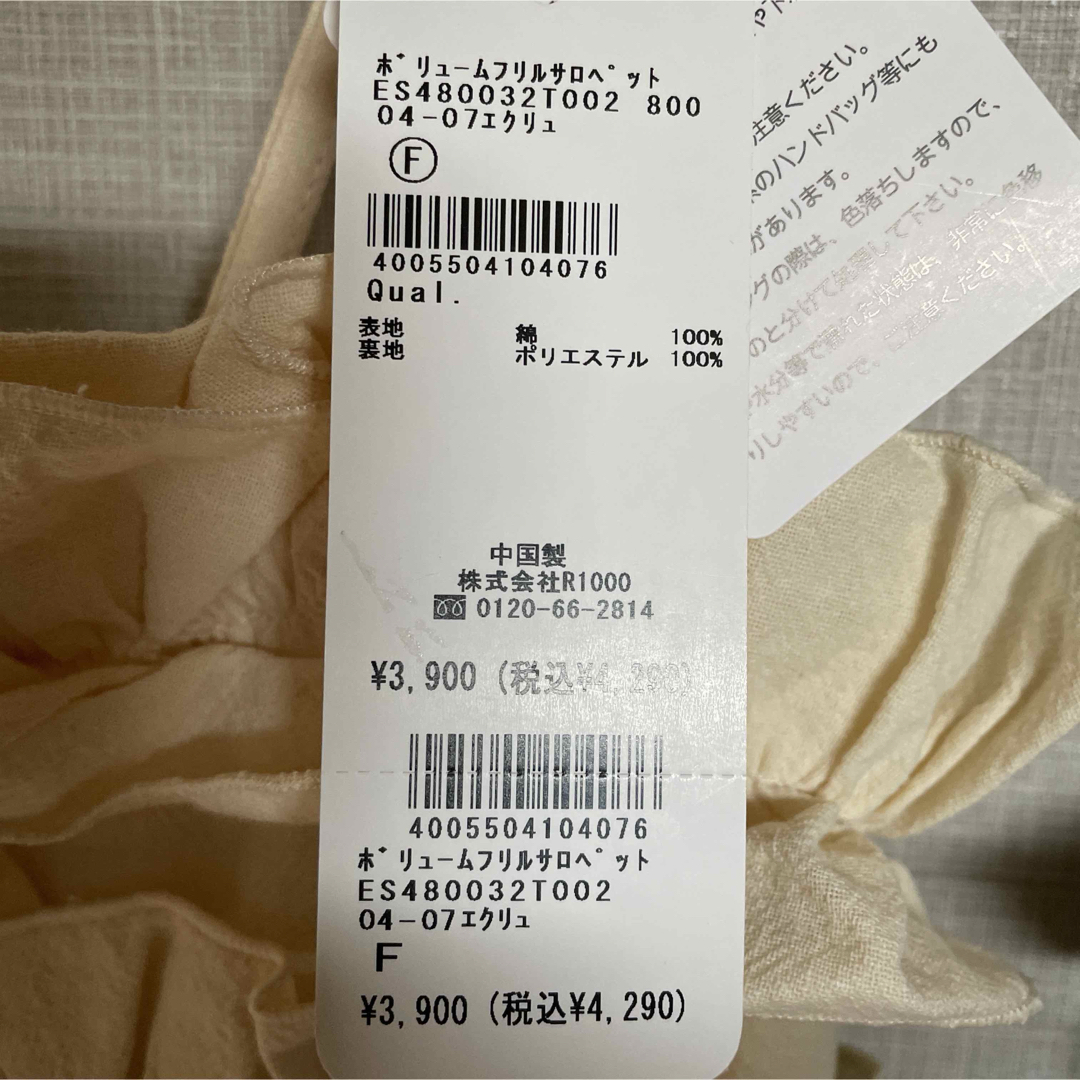 ボリュームフリルサロペット
ES480032T002 800
04-07エクリュ
F
4005504104076
Qual.
表地 綿 100%
裏地 ポリエステル 100%
中国製
株式会社R1000
0120-66-2814
¥3,900 (税込¥4,290)
4005504104076
ボリュームフリルサロペット
ES480032T002
04-07エクリュ
F
¥3,900 (税込¥4,290)
注意ください。
のハンドバッグ等にも
があります。
グの際は、色落ちしますので、
のと分けて処理して下さい。
水分等で濡れた状態は、非常に色移
りしやすいので、ご注意ください。